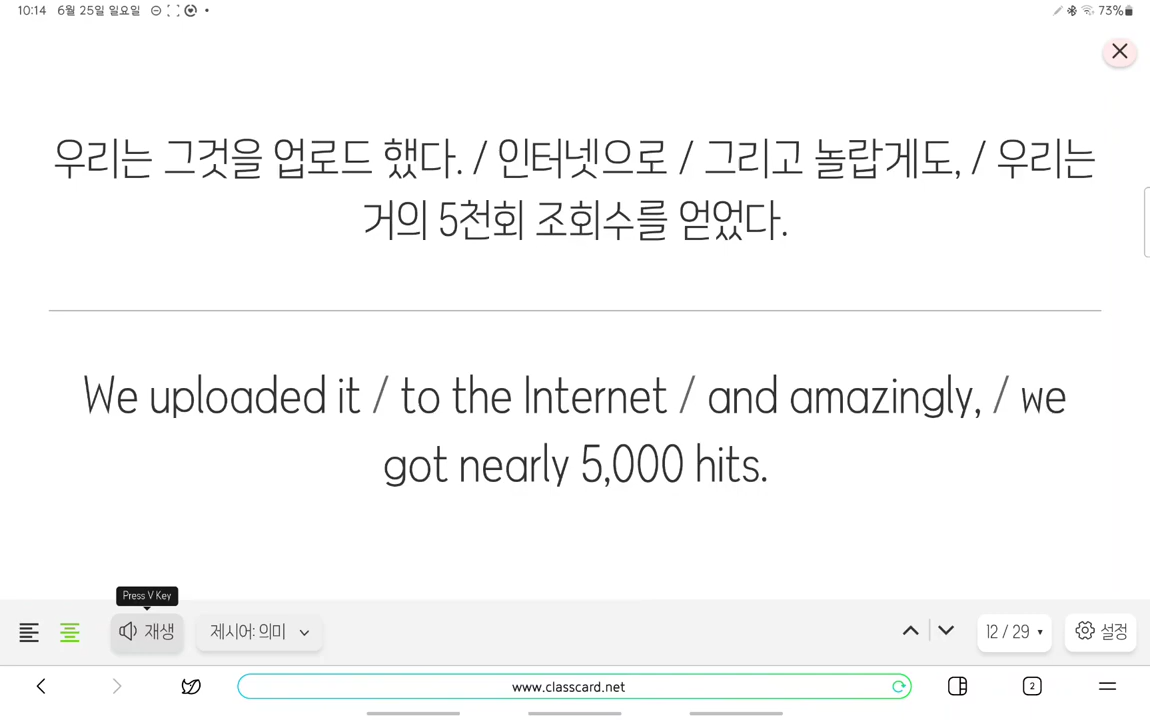 10:14 6월 25일 일요일
73%
우리는 그것을 업로드 했다. / 인터넷으로 / 그리고 놀랍게도, / 우리는
거의 5천회 조회수를 얻었다.
We uploaded it / to the Internet / and amazingly, / we
got nearly 5,000 hits.
Press V Key
재생
제시어: 의미
12 / 29
설정
www.classcard.net
2